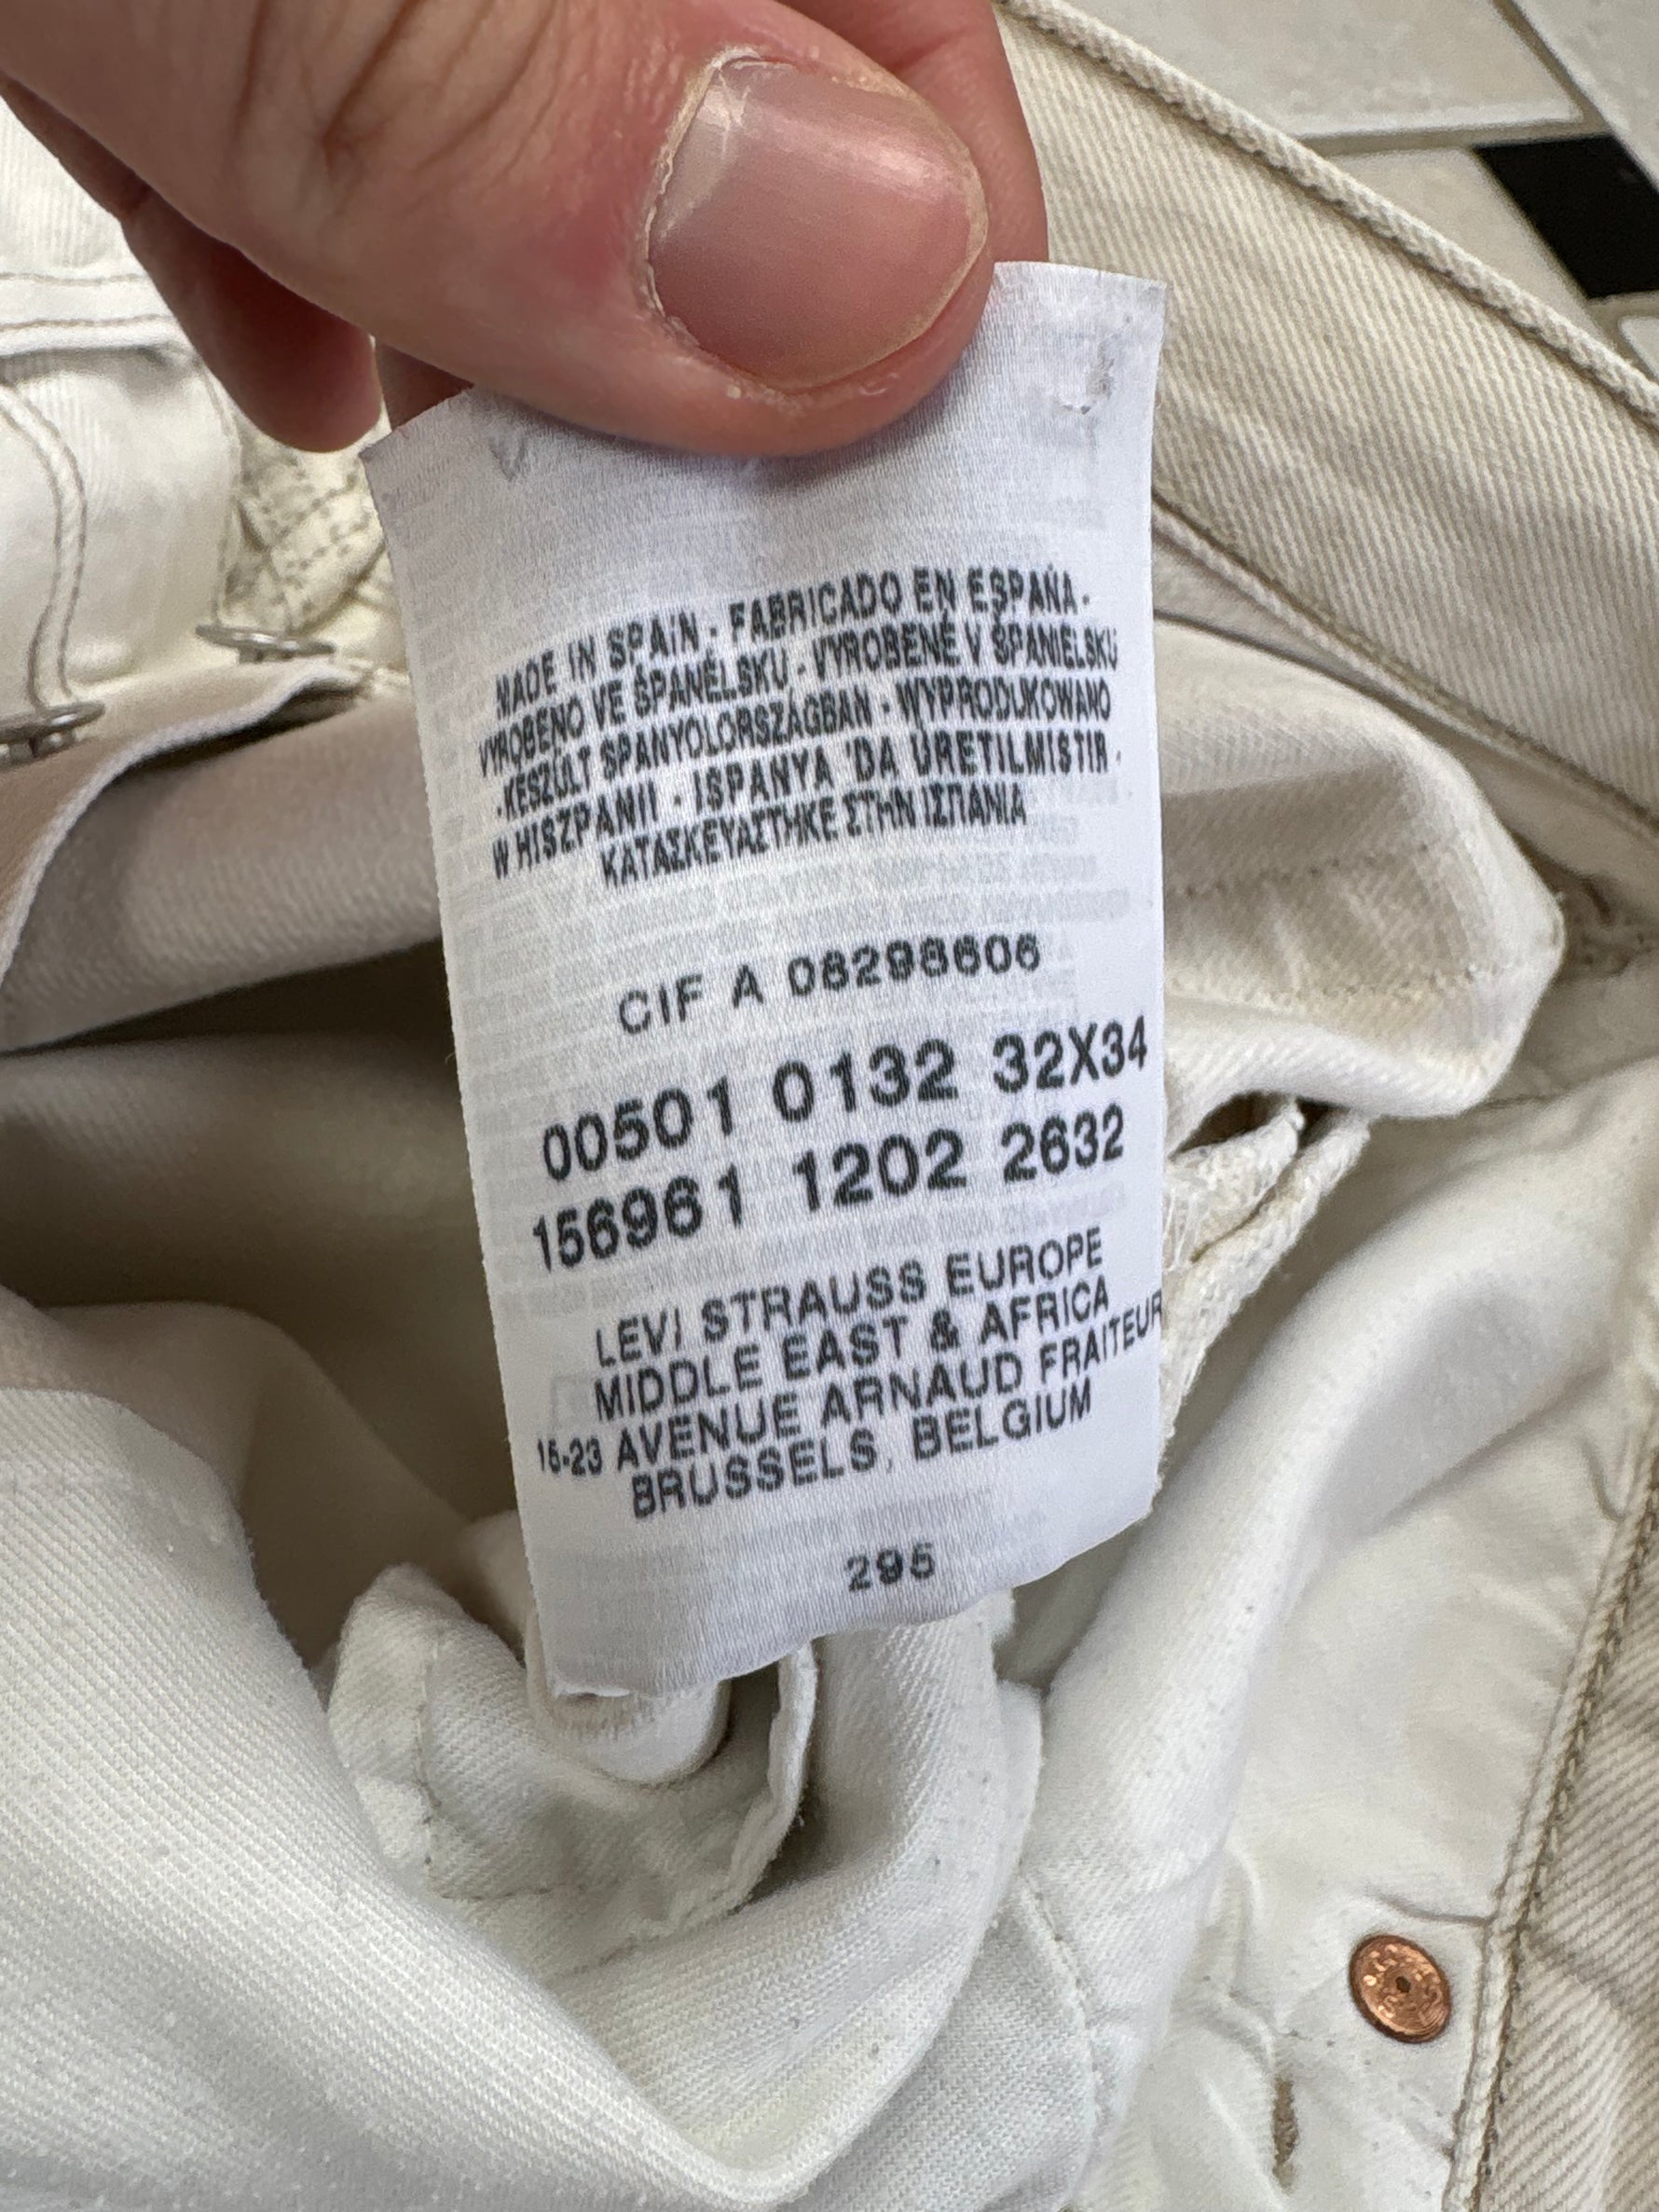 MADE IN SPAIN · FABRICADO EN ESPAÑA ·
VYROBENO VE ŠPANĚLSKU · VYROBENÉ V ŠPANIELSKU
· KÉSZÜLT SPANYOLORSZÁGBAN · WYPRODUKOWANO
W HISZPANII · ISPANYA 'DA ÜRETILMISTIR ·
ΚΑΤΑΣΚΕΥΑΣΤΗΚΕ ΣΤΗΝ ΙΣΠΑΝΙΑ
CIF A 08298606
00501 0132 32X34
156961 1202 2632
LEVI STRAUSS EUROPE
MIDDLE EAST & AFRICA
15-23 AVENUE ARNAUD FRAITEUR
BRUSSELS, BELGIUM
295